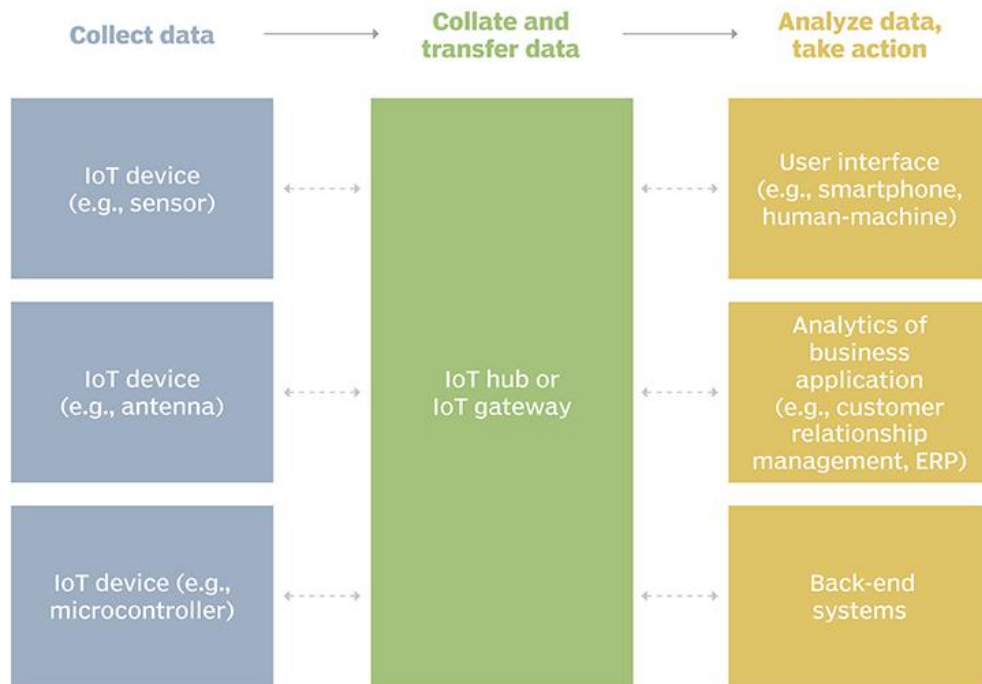 Collect data
Collate and
transfer data
Analyze data,
take action
IoT device
(e.g., sensor)
IoT device
(e.g., antenna)
IoT device (e.g.,
microcontroller)
IoT hub or
IoT gateway
User interface
(e.g., smartphone,
human-machine)
Analytics of
business
application
(e.g., customer
relationship
management, ERP)
Back-end
systems